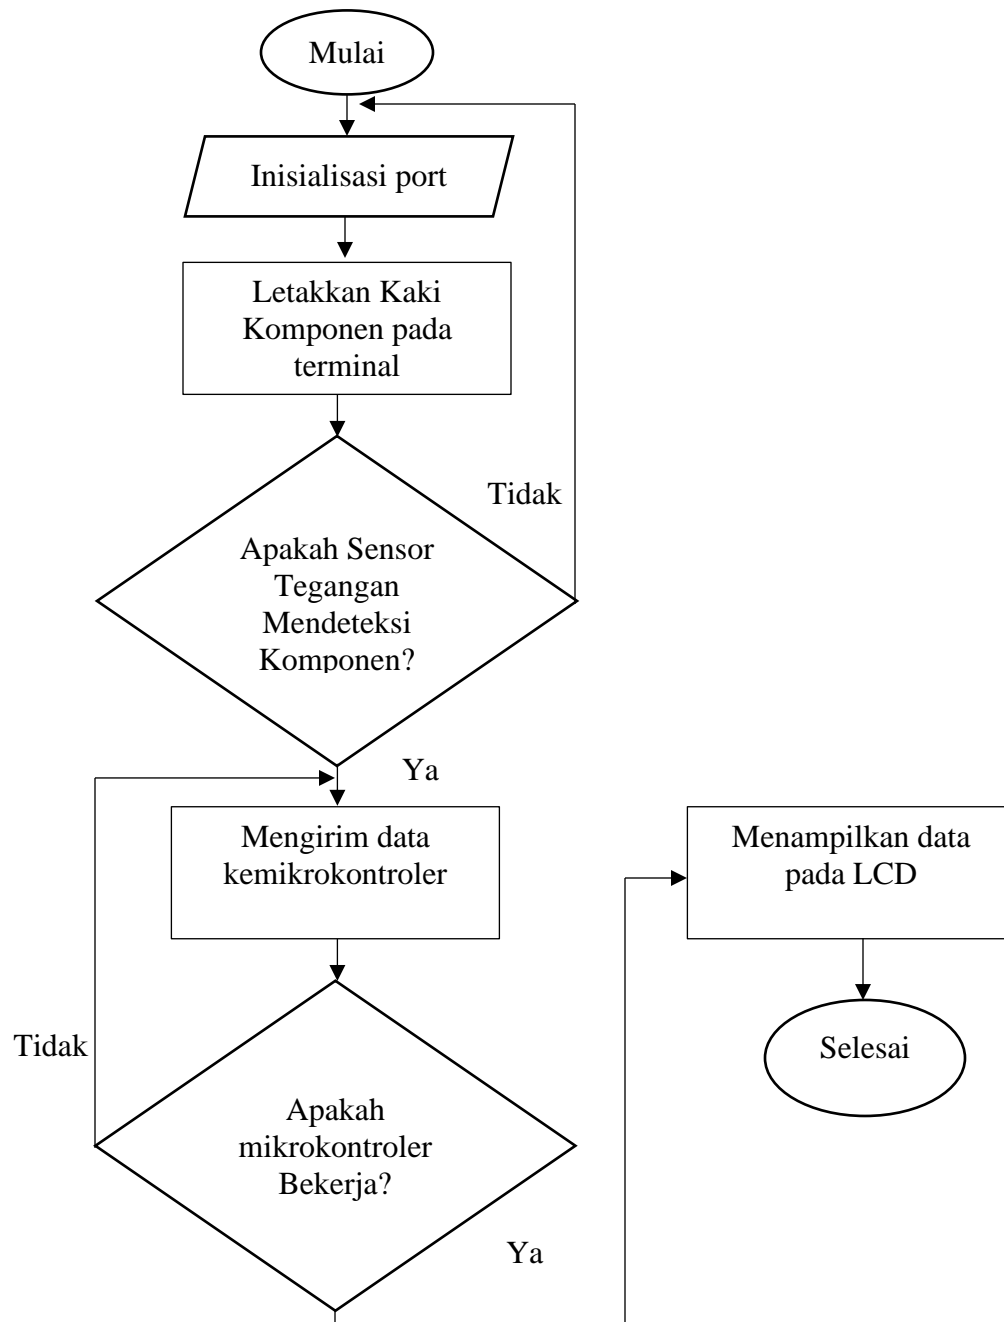 Mulai
Inisialisasi port
Letakkan Kaki
Komponen pada
terminal
Tidak
Apakah Sensor
Tegangan
Mendeteksi
Komponen?
Ya
Mengirim data
kemikrokontroler
Menampilkan data
pada LCD
Selesai
Tidak
Apakah
mikrokontroler
Bekerja?
Ya